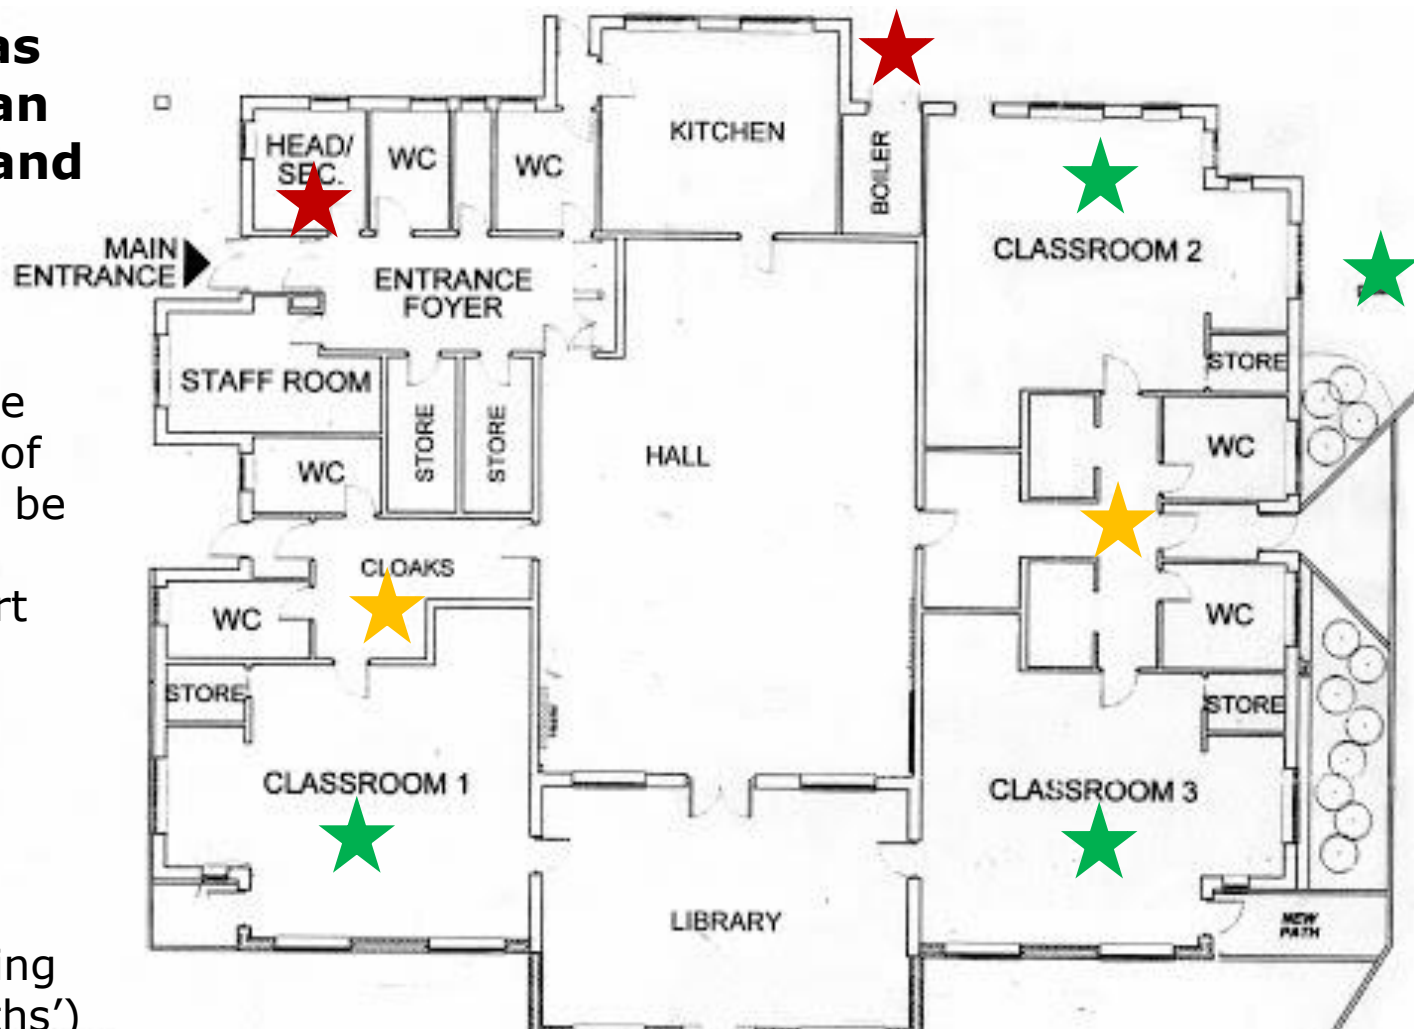 as
an
and
e
of
be
rt
ing
ths’)
HEAD/
SEC.
WC
WC
KITCHEN
BOILER
CLASSROOM 2
MAIN
ENTRANCE
ENTRANCE
FOYER
STAFF ROOM
STORE
STORE
STORE
WC
HALL
WC
CLOAKS
WC
WC
STORE
STORE
CLASSROOM 1
CLASSROOM 3
LIBRARY
NEW
PATH